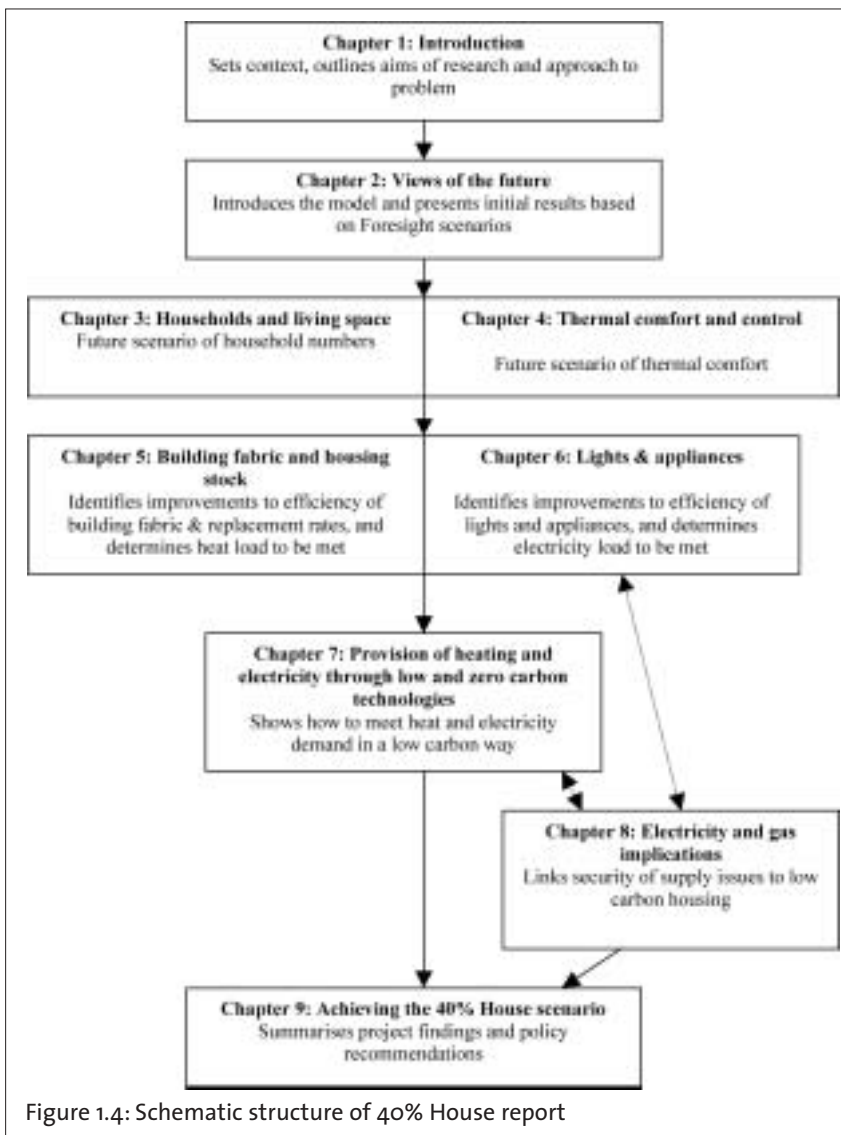 Chapter 1: Introduction
Sets context, outlines aims of research and approach to
problem
Chapter 2: Views of the future
Introduces the model and presents initial results based
on Foresight scenarios
Chapter 3: Households and living space
Future scenario of household numbers
Chapter 4: Thermal comfort and control
Future scenario of thermal comfort
Chapter 5: Building fabric and housing
stock
Identifies improvements to efficiency of
building fabric & replacement rates, and
determines heat load to be met
Chapter 6: Lights & appliances
Identifies improvements to efficiency of
lights and appliances, and determines
electricity load to be met
Chapter 7: Provision of heating and
electricity through low and zero carbon
technologies
Shows how to meet heat and electricity
demand in a low carbon way
Chapter 8: Electricity and gas
implications
Links security of supply issues to low
carbon housing
Chapter 9: Achieving the 40% House scenario
Summarises project findings and policy
recommendations
Figure 1.4: Schematic structure of 40% House report